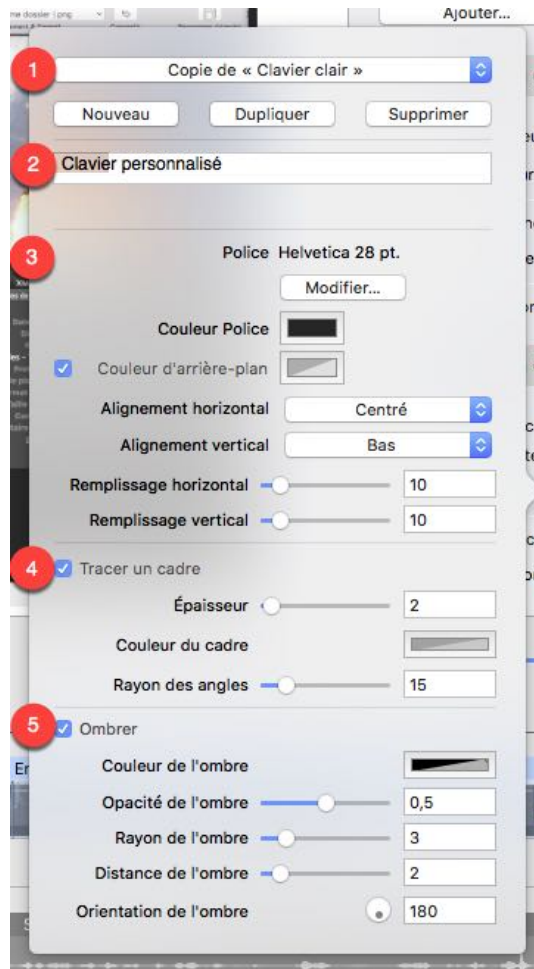 me dossier (.png
Ajouter...
1
Copie de « Clavier clair »
Nouveau Dupliquer Supprimer
2
Clavier personnalisé
3
Police Helvetica 28 pt.
Modifier...
Couleur Police
Couleur d'arrière-plan
Alignement horizontal Centré
Alignement vertical Bas
Remplissage horizontal 10
Remplissage vertical 10
4
Tracer un cadre
Épaisseur 2
Couleur du cadre
Rayon des angles 15
5
Ombrer
Couleur de l'ombre
Opacité de l'ombre 0,5
Rayon de l'ombre 3
Distance de l'ombre 2
Orientation de l'ombre 180